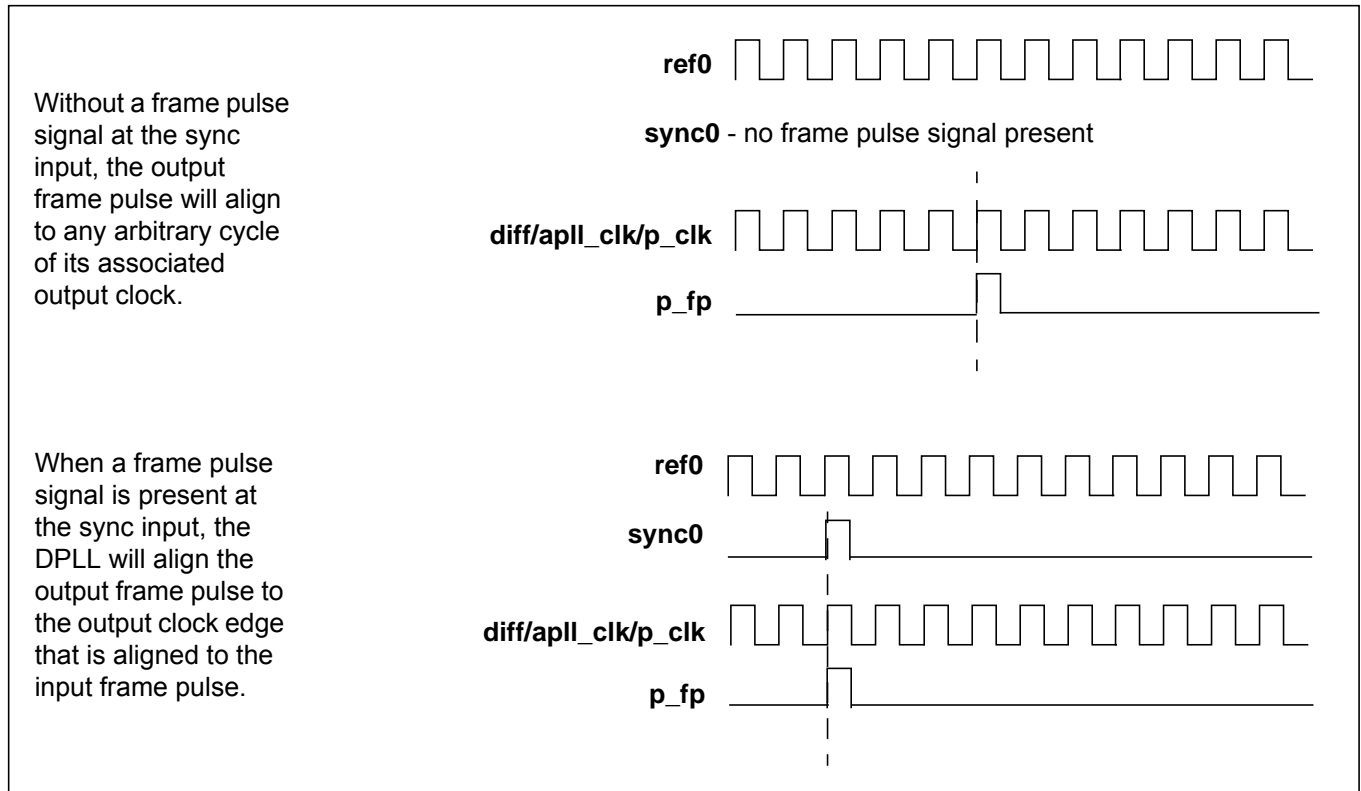 Without a frame pulse
signal at the sync
input, the output
frame pulse will align
to any arbitrary cycle
of its associated
output clock.
ref0
sync0 - no frame pulse signal present
diff/apll_clk/p_clk
p_fp
When a frame pulse
signal is present at
the sync input, the
DPLL will align the
output frame pulse to
the output clock edge
that is aligned to the
input frame pulse.
ref0
sync0
diff/apll_clk/p_clk
p_fp